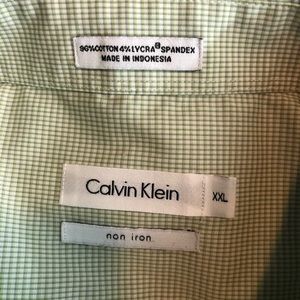 96% COTTON 4% LYCRA® SPANDEX
MADE IN INDONESIA
Calvin Klein
XXL
non iron